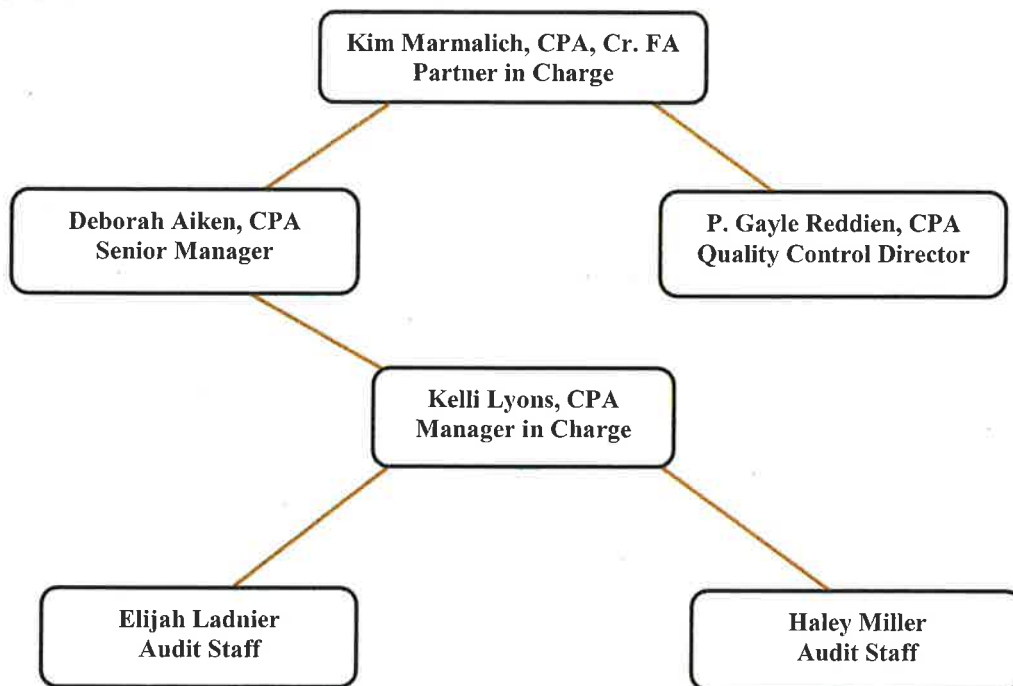 Kim Marmalich, CPA, Cr. FA
Partner in Charge
Deborah Aiken, CPA
Senior Manager
P. Gayle Reddien, CPA
Quality Control Director
Kelli Lyons, CPA
Manager in Charge
Elijah Ladnier
Audit Staff
Haley Miller
Audit Staff